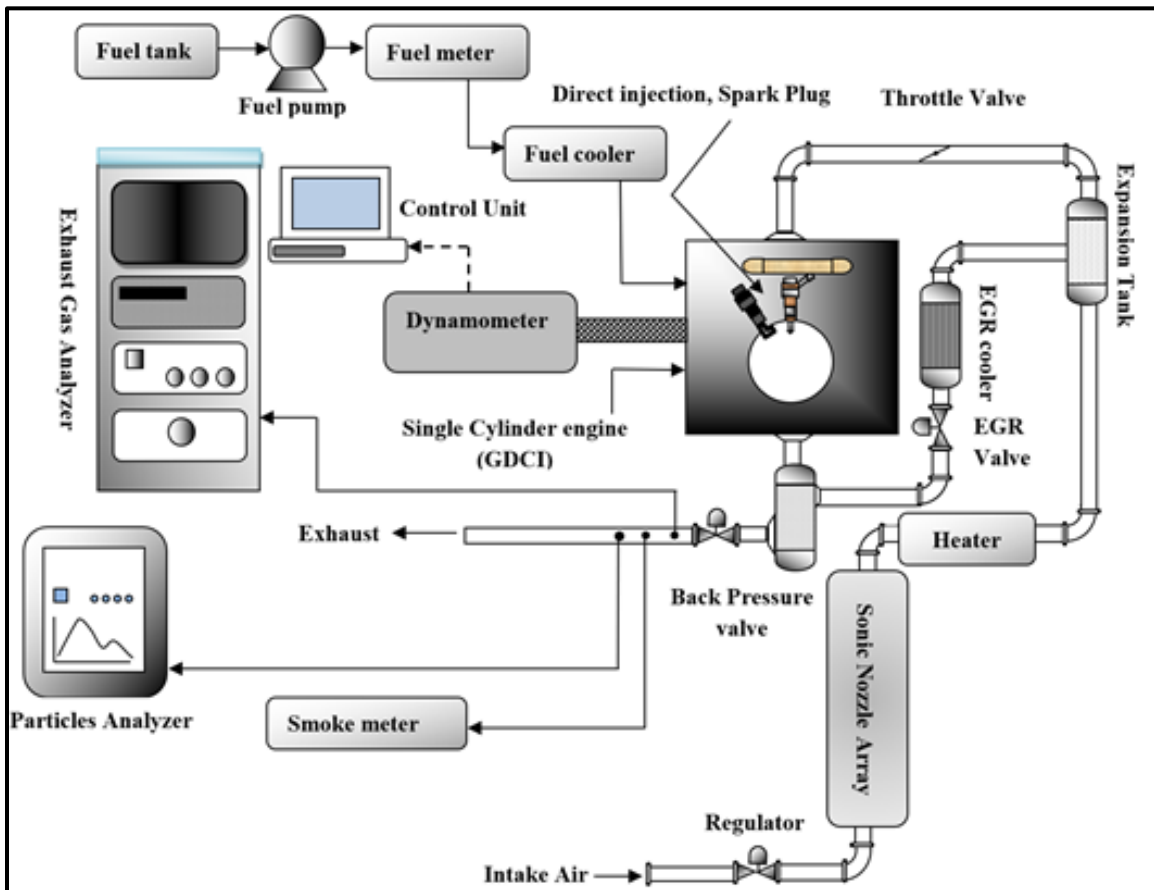 Fuel tank
Fuel pump
Fuel meter
Direct injection, Spark Plug
Throttle Valve
Fuel cooler
Expansion Tank
Exhaust Gas Analyzer
Control Unit
Dynamometer
EGR cooler
EGR
Valve
Single Cylinder engine
(GDCI)
Exhaust
Heater
Back Pressure
valve
Sonic Nozzle Array
Particles Analyzer
Smoke meter
Regulator
Intake Air